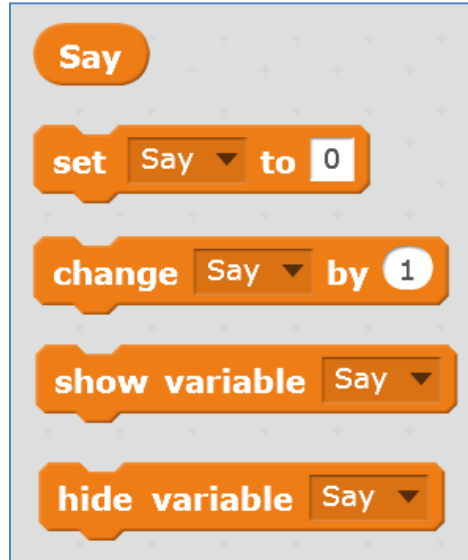 Say
set Say to 0
change Say by 1
show variable Say
hide variable Say